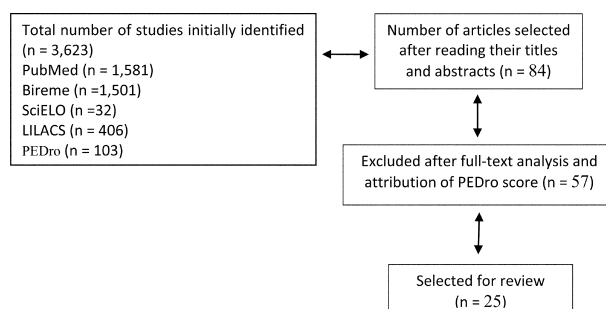 Total number of studies initially identified
(n = 3,623)
PubMed (n = 1,581)
Bireme (n =1,501)
SciELO (n =32)
LILACS (n = 406)
PEDro (n = 103)
Number of articles selected
after reading their titles
and abstracts (n = 84)
Excluded after full-text analysis and
attribution of PEDro score (n = 57)
Selected for review
(n = 25)